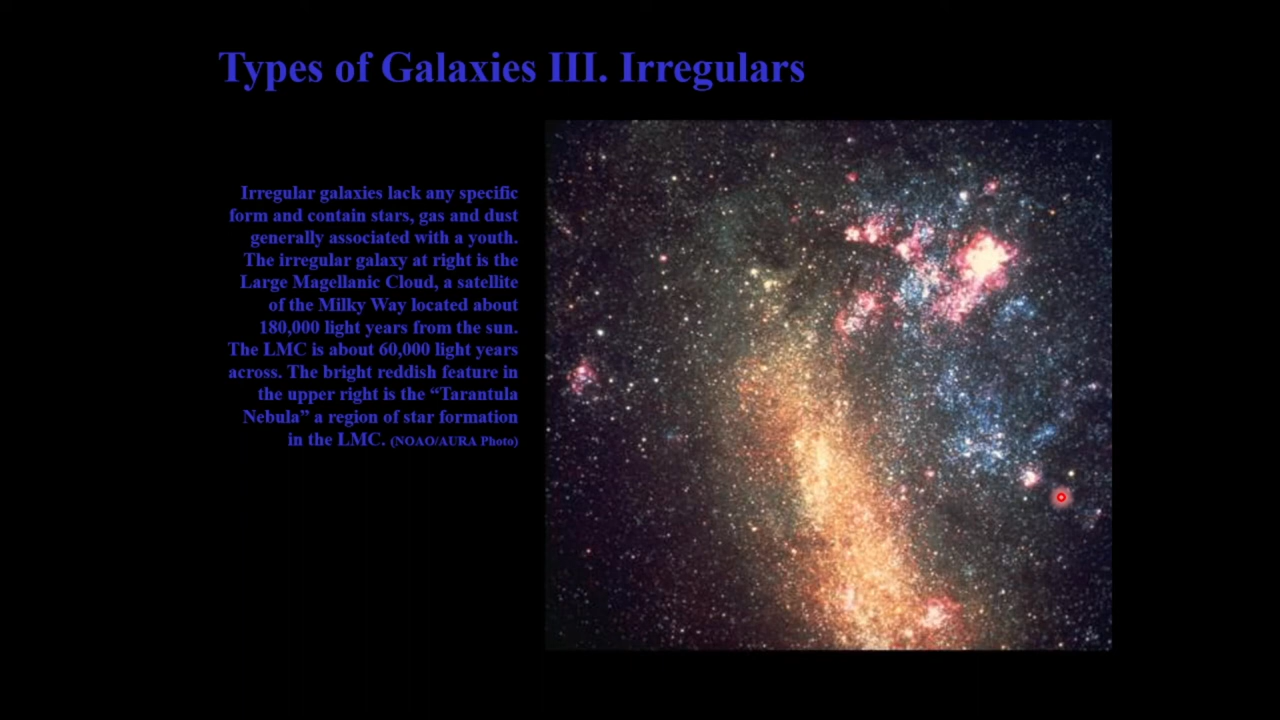 Types of Galaxies III. Irregulars
Irregular galaxies lack any specific
form and contain stars, gas and dust
generally associated with a youth.
The irregular galaxy at right is the
Large Magellanic Cloud, a satellite
of the Milky Way located about
180,000 light years from the sun.
The LMC is about 60,000 light years
across. The bright reddish feature in
the upper right is the “Tarantula
Nebula” a region of star formation
in the LMC. (NOAO/AURA Photo)